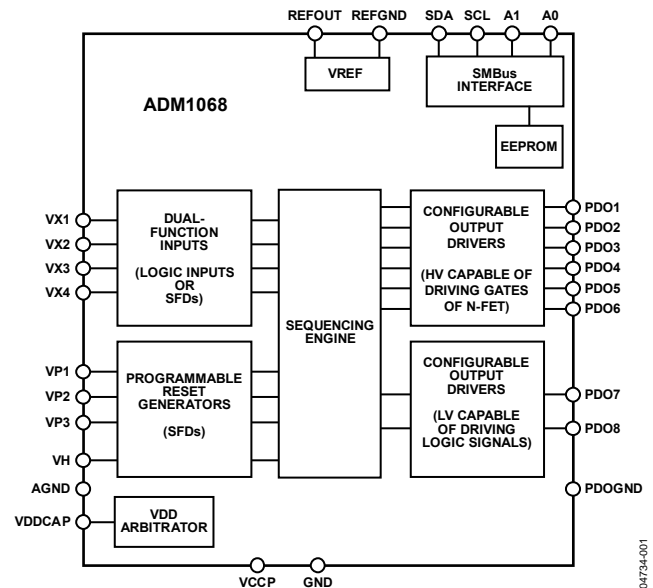 REFOUT REFGND SDA SCL A1 A0
VREF
SMBus
INTERFACE
ADM1068
EEPROM
VX1
VX2
VX3
VX4
DUAL-
FUNCTION
INPUTS
(LOGIC INPUTS
OR
SFDs)
SEQUENCING
ENGINE
CONFIGURABLE
OUTPUT
DRIVERS
(HV CAPABLE OF
DRIVING GATES
OF N-FET)
PDO1
PDO2
PDO3
PDO4
PDO5
PDO6
VP1
VP2
VP3
VH
PROGRAMMABLE
RESET
GENERATORS
(SFDs)
CONFIGURABLE
OUTPUT
DRIVERS
(LV CAPABLE
OF DRIVING
LOGIC SIGNALS)
PDO7
PDO8
AGND
PDOGND
VDDCAP
VDD
ARBITRATOR
VCCP GND
04734-001